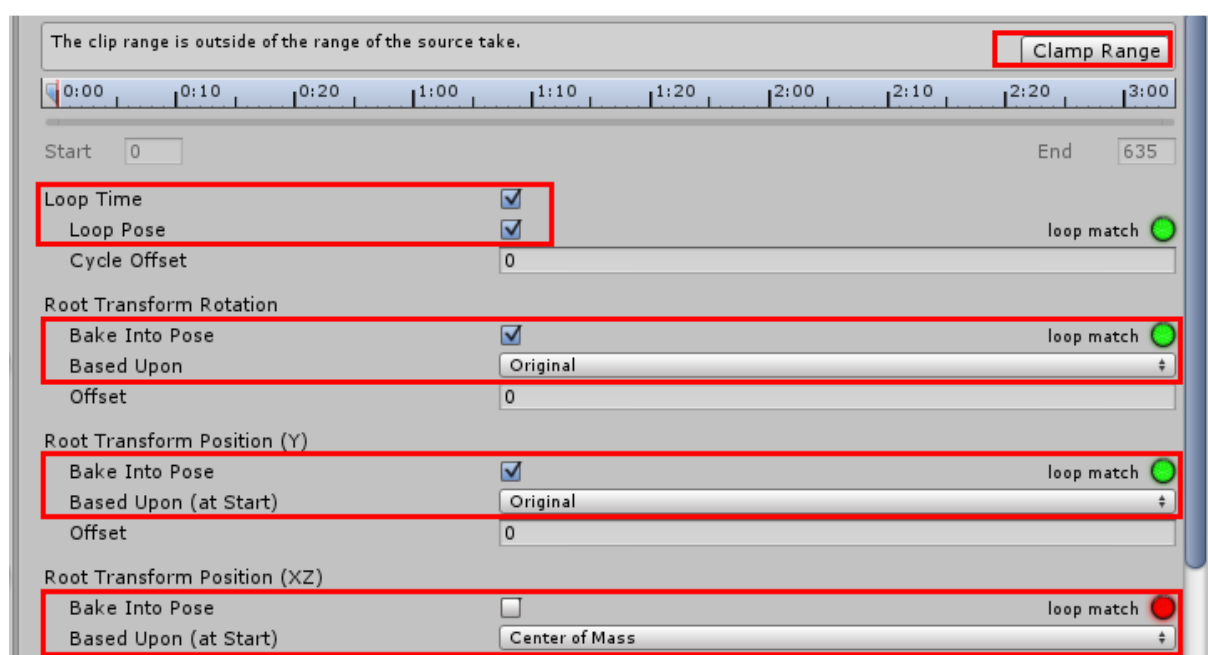 The clip range is outside of the range of the source take.
Clamp Range
0:00 0:10 0:20 1:00 1:10 1:20 2:00 2:10 2:20 3:00
Start 0 End 635
Loop Time
Loop Pose loop match
Cycle Offset 0
Root Transform Rotation
Bake Into Pose loop match
Based Upon Original
Offset 0
Root Transform Position (Y)
Bake Into Pose loop match
Based Upon (at Start) Original
Offset 0
Root Transform Position (XZ)
Bake Into Pose loop match
Based Upon (at Start) Center of Mass